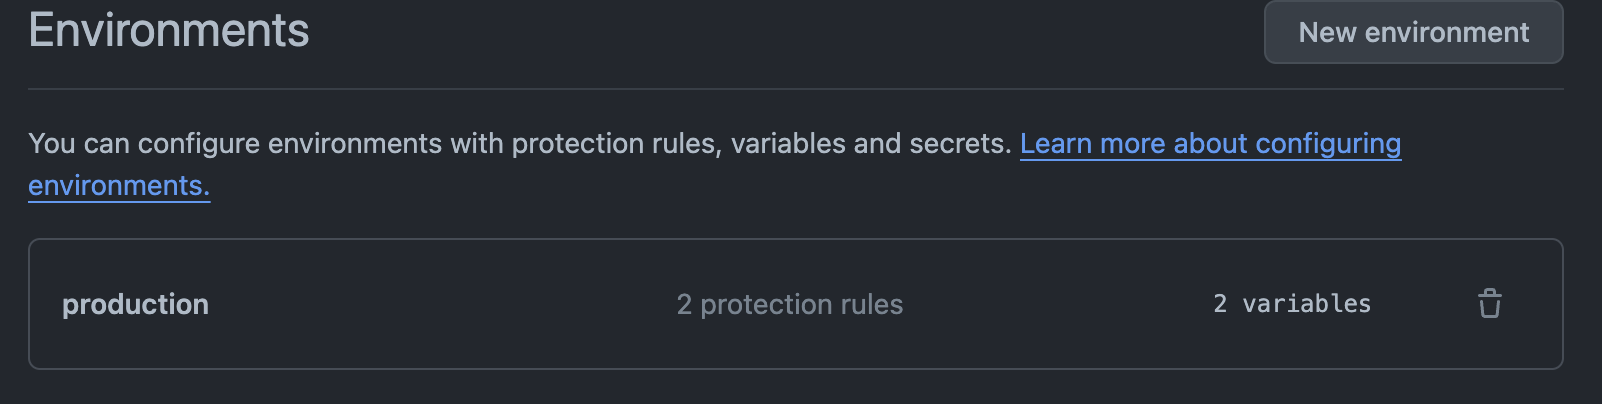 Environments
New environment
You can configure environments with protection rules, variables and secrets. Learn more about configuring
environments.
production
2 protection rules
2 variables